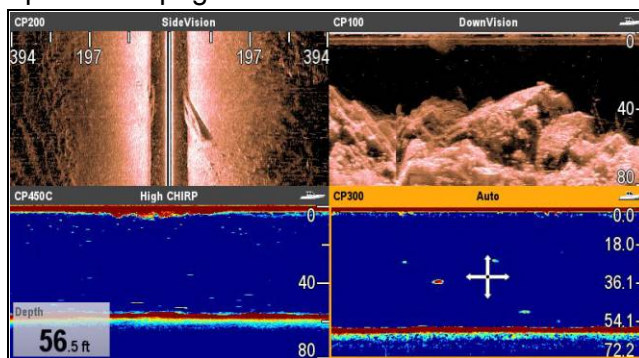 CP200 SideVision
394 197 197 394
CP100 DownVision
0
40
80
CP450C High CHIRP
0
40
80
Depth
56.5 ft
CP300 Auto
0.0
18.0
36.1
54.1
72.2